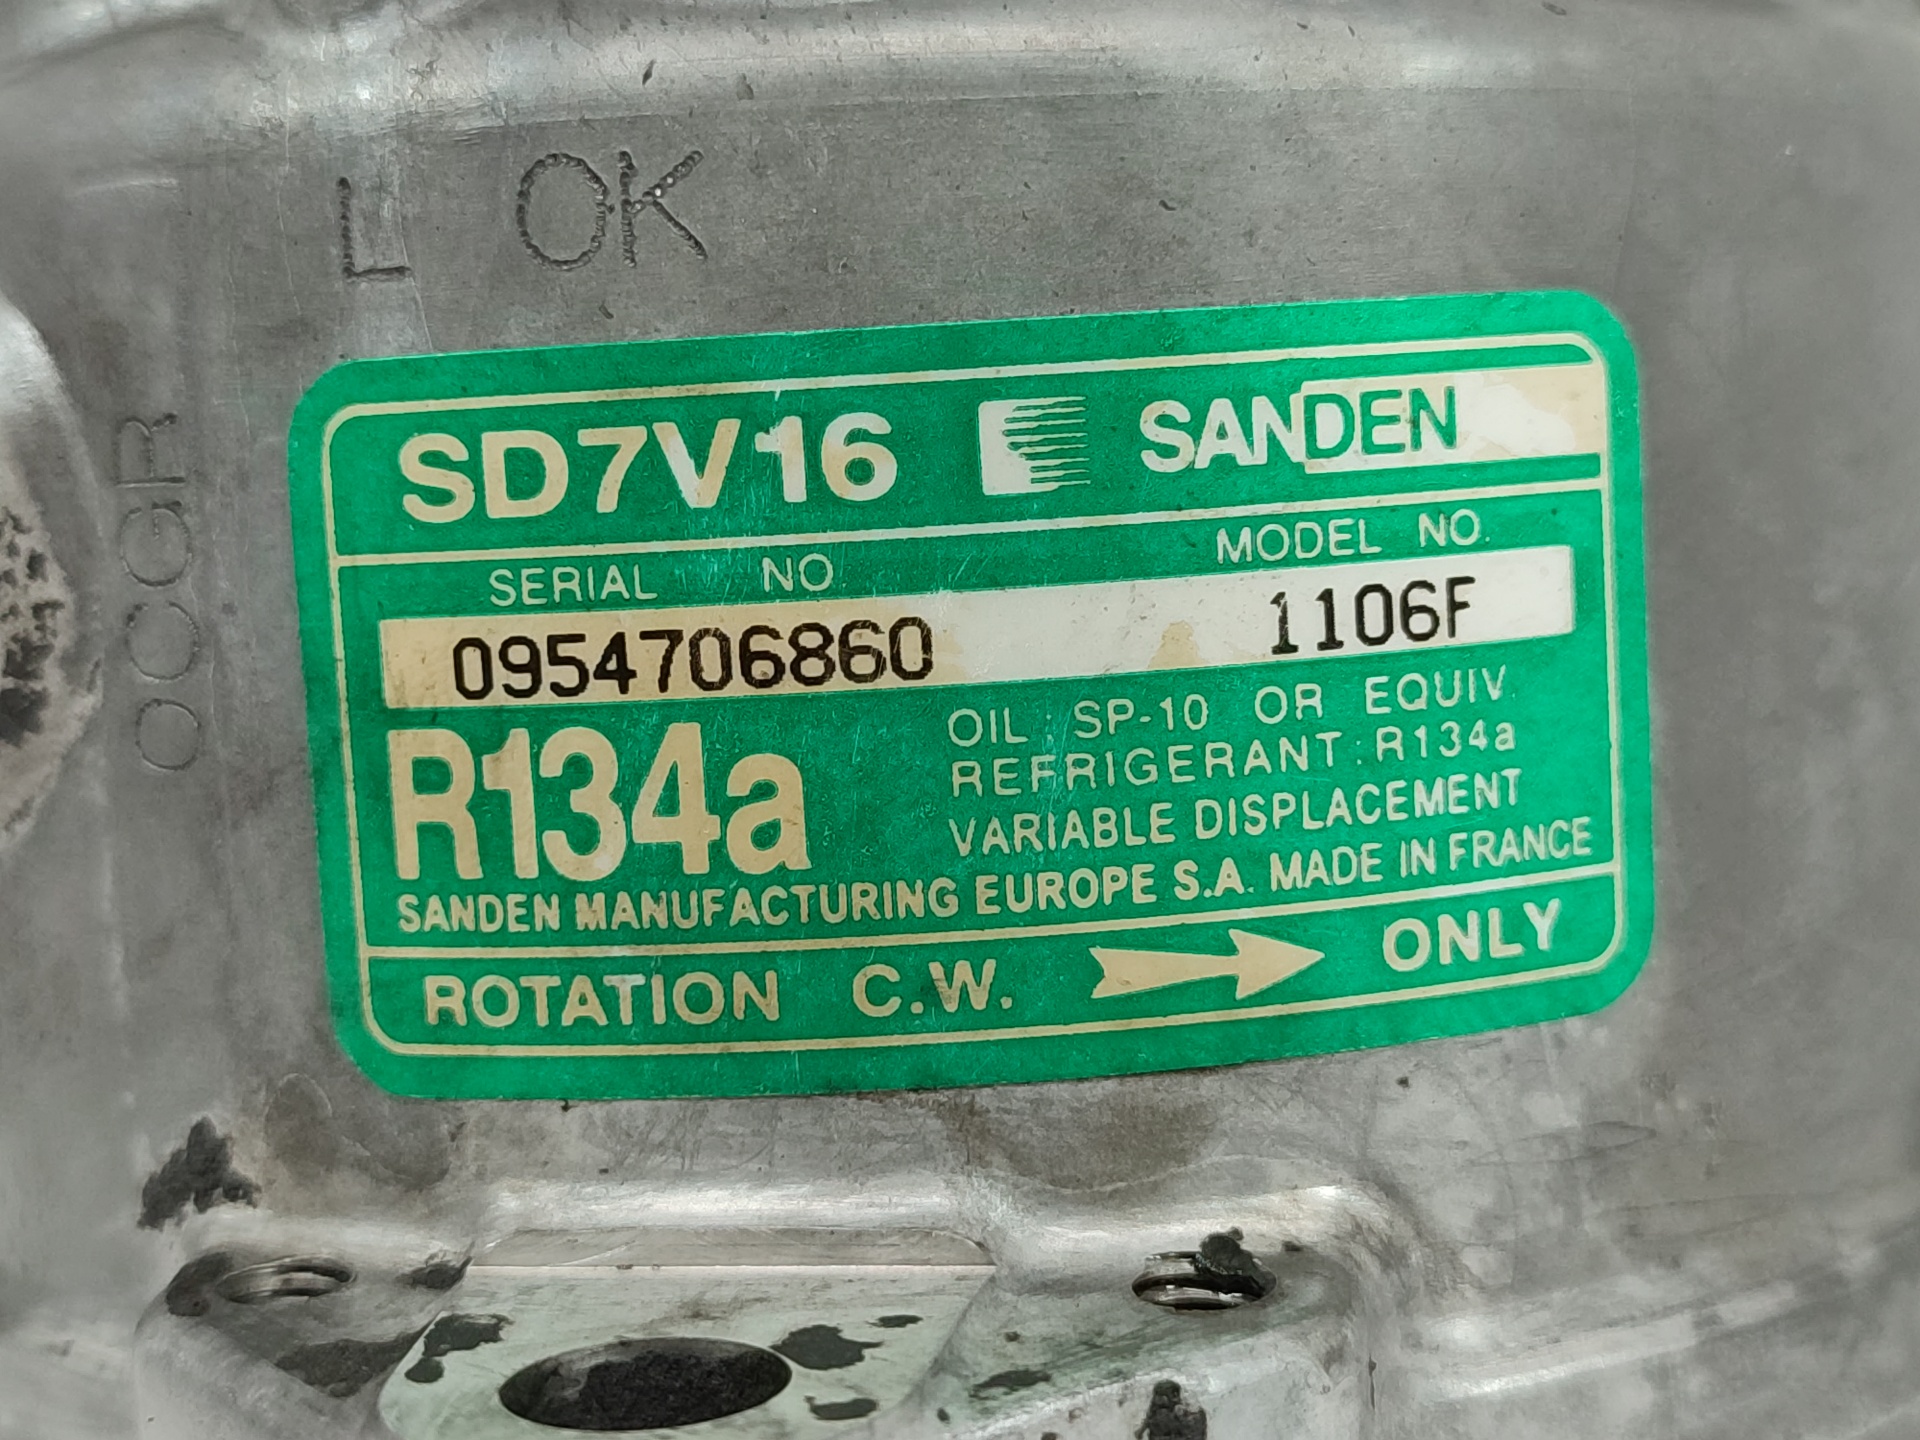 L OK
OCGR
SD7V16 SANDEN
SERIAL NO MODEL NO.
0954706860 1106F
R134a
OIL : SP-10 OR EQUIV
REFRIGERANT : R134a
VARIABLE DISPLACEMENT
SANDEN MANUFACTURING EUROPE S.A. MADE IN FRANCE
ROTATION C.W. ONLY